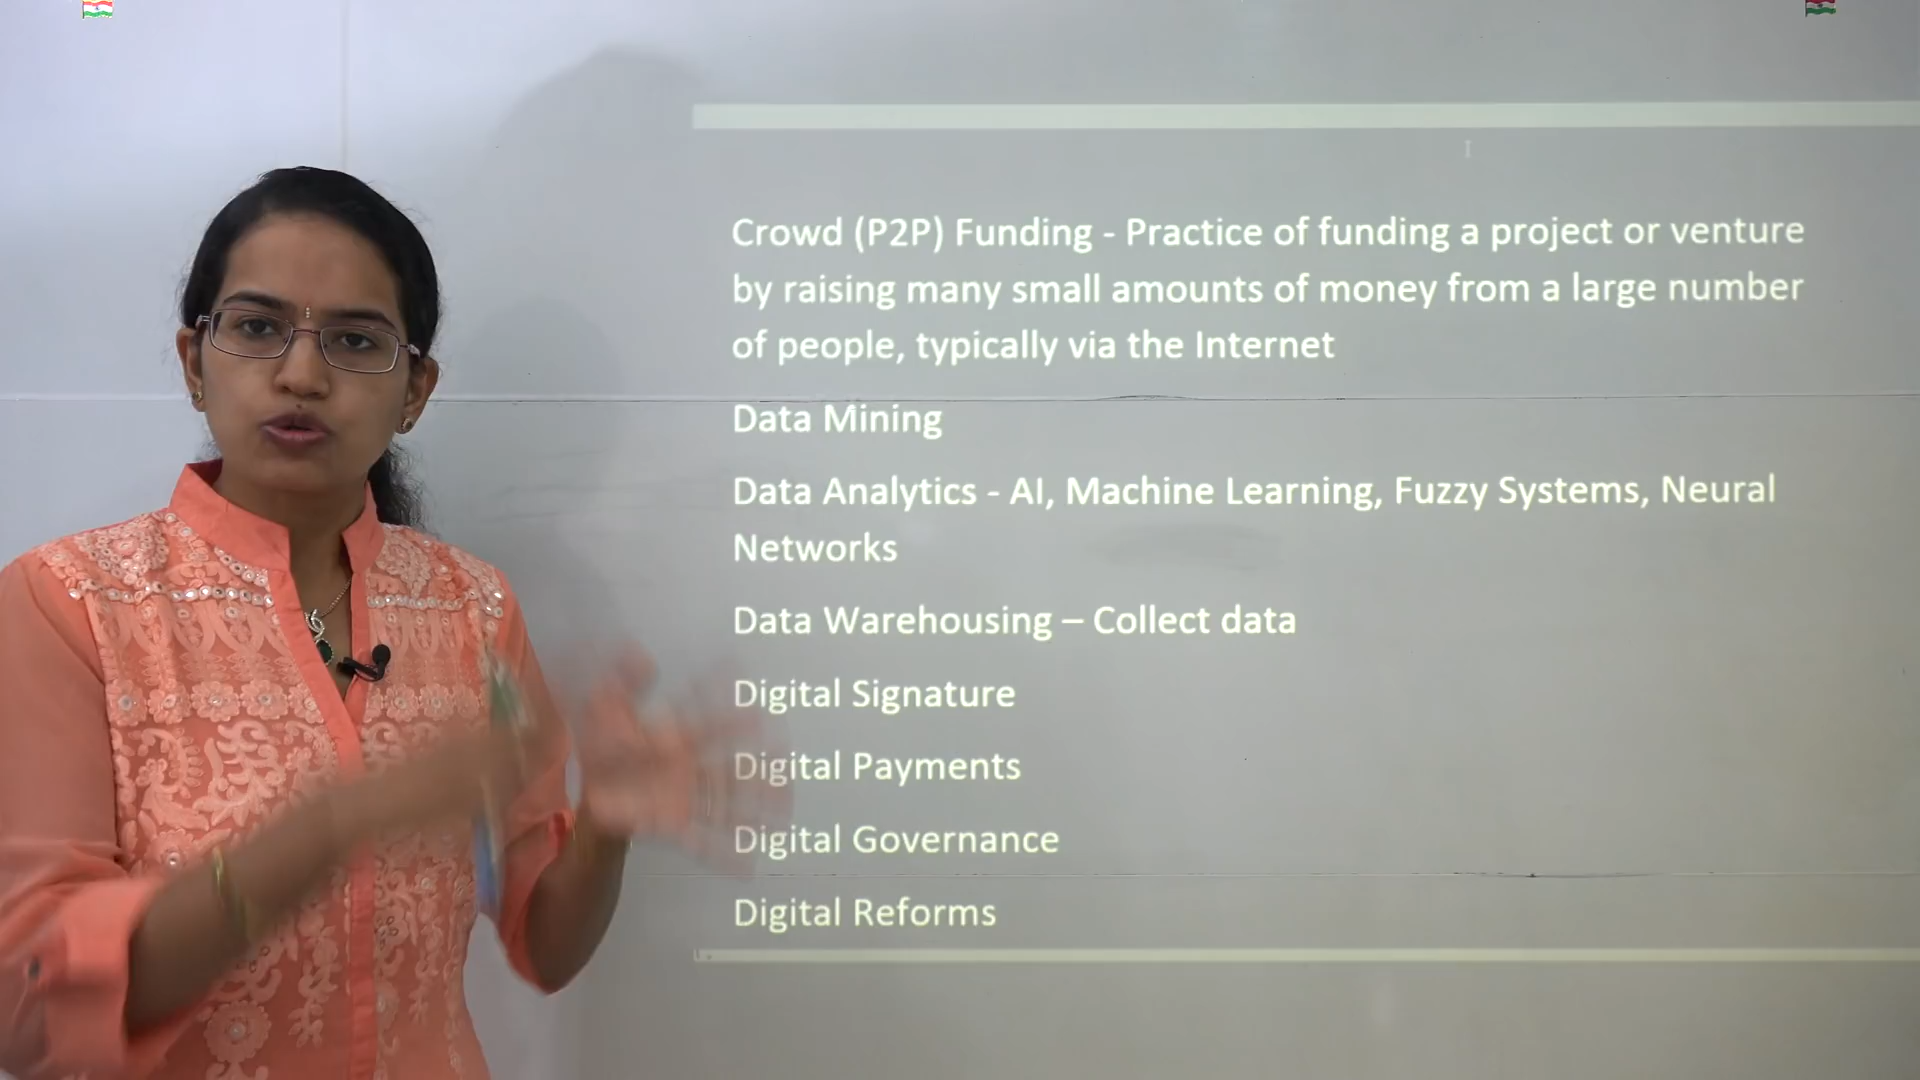 Crowd (P2P) Funding - Practice of funding a project or venture
by raising many small amounts of money from a large number
of people, typically via the Internet
Data Mining
Data Analytics - AI, Machine Learning, Fuzzy Systems, Neural
Networks
Data Warehousing – Collect data
Digital Signature
Digital Payments
Digital Governance
Digital Reforms